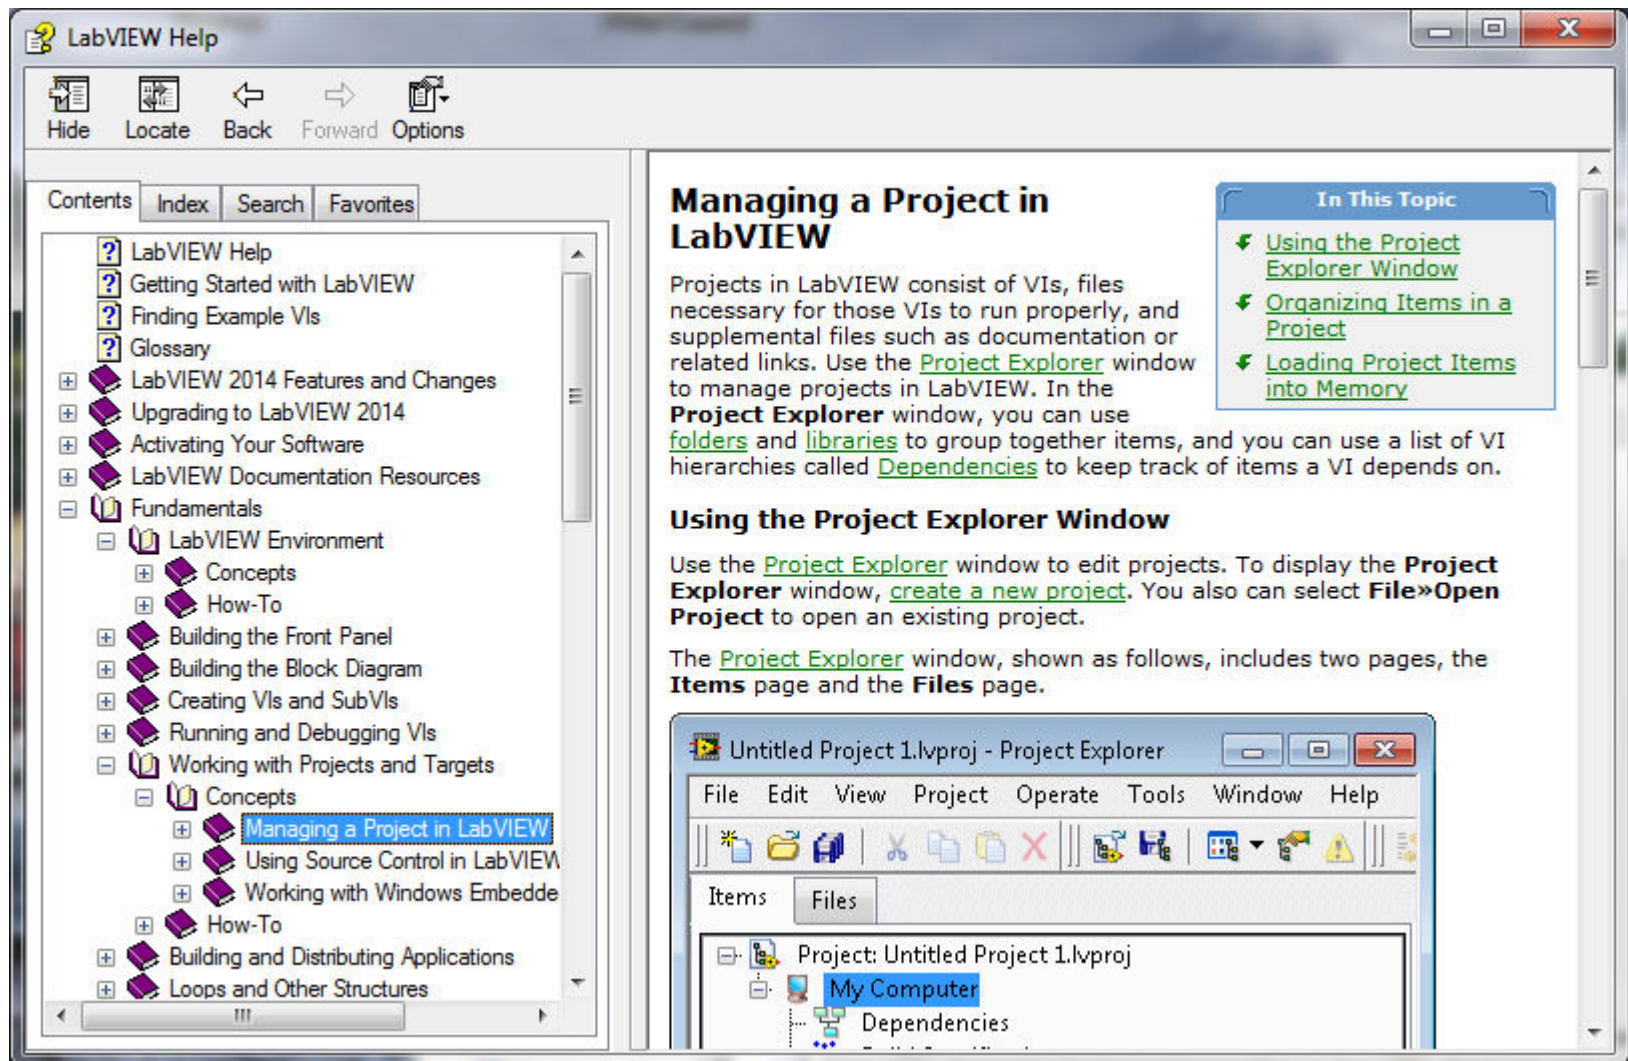 LabVIEW Help
Hide Locate Back Forward Options
Contents Index Search Favorites
LabVIEW Help
Getting Started with LabVIEW
Finding Example VIs
Glossary
LabVIEW 2014 Features and Changes
Upgrading to LabVIEW 2014
Activating Your Software
LabVIEW Documentation Resources
Fundamentals
LabVIEW Environment
Concepts
How-To
Building the Front Panel
Building the Block Diagram
Creating VIs and SubVIs
Running and Debugging VIs
Working with Projects and Targets
Concepts
Managing a Project in LabVIEW
Using Source Control in LabVIEW
Working with Windows Embedde
How-To
Building and Distributing Applications
Loops and Other Structures
Managing a Project in
LabVIEW
Projects in LabVIEW consist of VIs, files
necessary for those VIs to run properly, and
supplemental files such as documentation or
related links. Use the Project Explorer window
to manage projects in LabVIEW. In the
Project Explorer window, you can use
folders and libraries to group together items, and you can use a list of VI
hierarchies called Dependencies to keep track of items a VI depends on.
In This Topic
Using the Project
Explorer Window
Organizing Items in a
Project
Loading Project Items
into Memory
Using the Project Explorer Window
Use the Project Explorer window to edit projects. To display the Project
Explorer window, create a new project. You also can select File»Open
Project to open an existing project.
The Project Explorer window, shown as follows, includes two pages, the
Items page and the Files page.
Untitled Project 1.lvproj - Project Explorer
File Edit View Project Operate Tools Window Help
Items Files
Project: Untitled Project 1.lvproj
My Computer
Dependencies